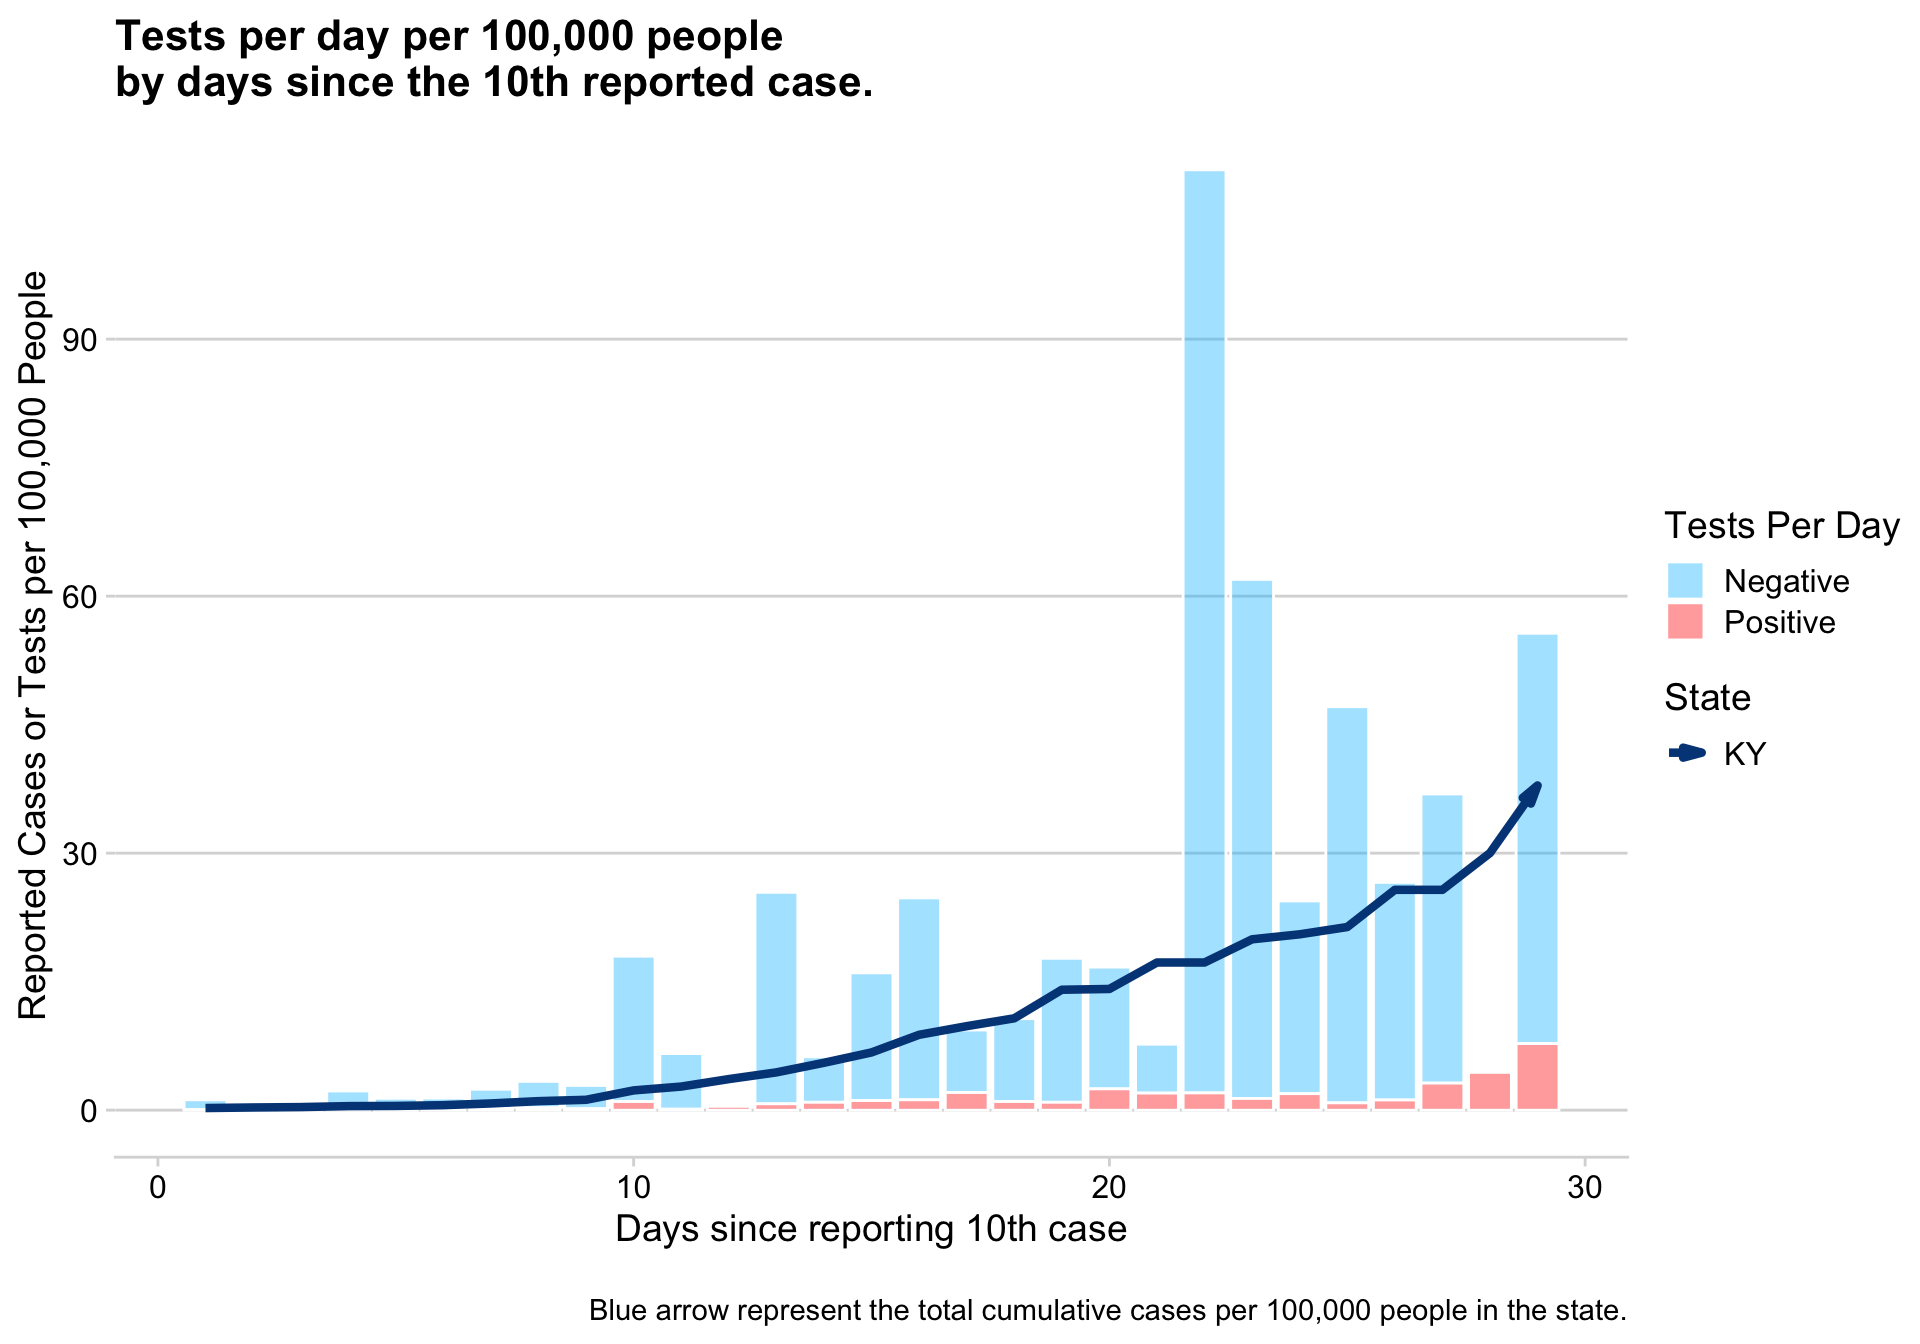 Tests per day per 100,000 people
by days since the 10th reported case.
Reported Cases or Tests per 100,000 People
90
60
30
0
0
10
20
30
Days since reporting 10th case
Tests Per Day
Negative
Positive
State
KY
Blue arrow represent the total cumulative cases per 100,000 people in the state.